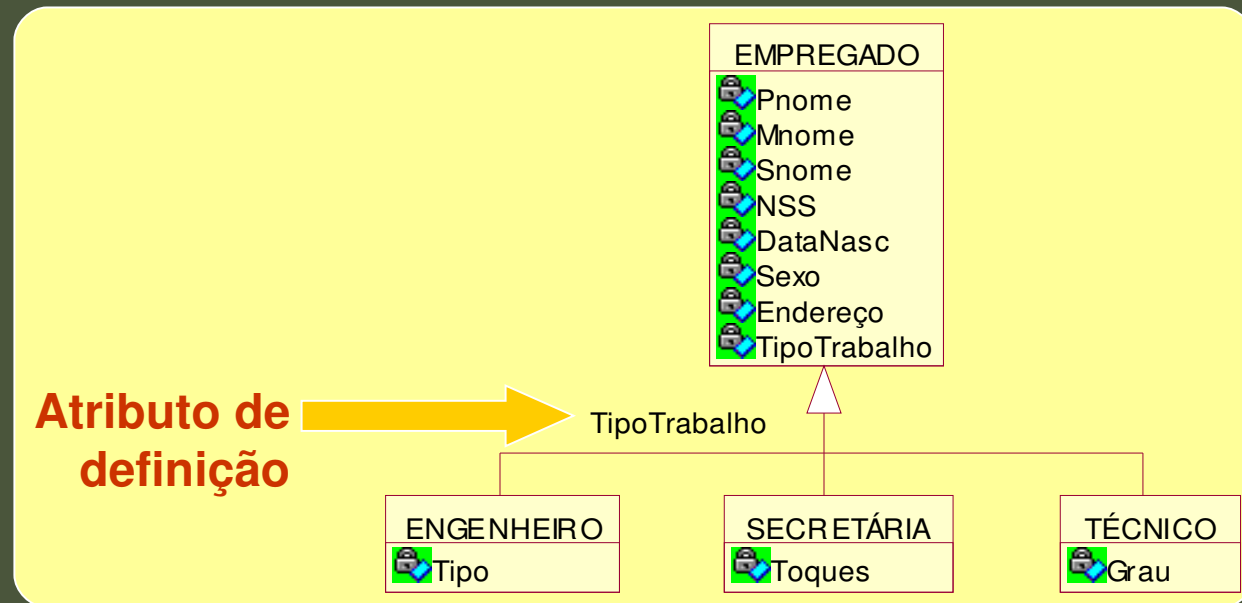 EMPREGADO
Pnome
Mnome
Snome
NSS
DataNasc
Sexo
Endereço
TipoTrabalho
Atributo de
definição
TipoTrabalho
ENGENHEIRO
Tipo
SECRETÁRIA
Toques
TÉCNICO
Grau